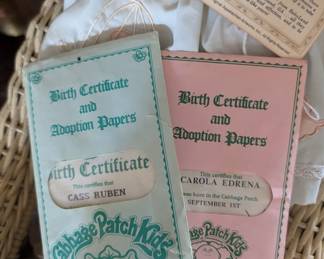 Birth Certificate
and
Adoption Papers
Birth Certificate
This certifies that
CASS RUBEN
Cabbage Patch Kids
Birth Certificate
and
Adoption Papers
This certifies that
CAROLA EDRENA
was born in the Cabbage Patch
SEPTEMBER 1ST
Cabbage Patch Kids